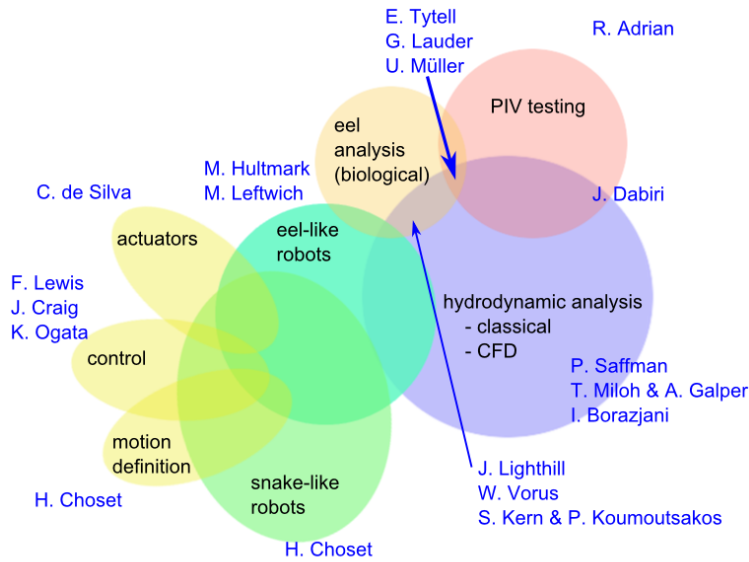 E. Tytell
G. Lauder
U. Müller
R. Adrian
PIV testing
eel
analysis
(biological)
M. Hultmark
M. Leftwich
C. de Silva
J. Dabiri
actuators
eel-like
robots
F. Lewis
J. Craig
K. Ogata
hydrodynamic analysis
- classical
- CFD
control
P. Saffman
T. Miloh & A. Galper
I. Borazjani
motion
definition
snake-like
robots
J. Lighthill
W. Vorus
S. Kern & P. Koumoutsakos
H. Choset
H. Choset